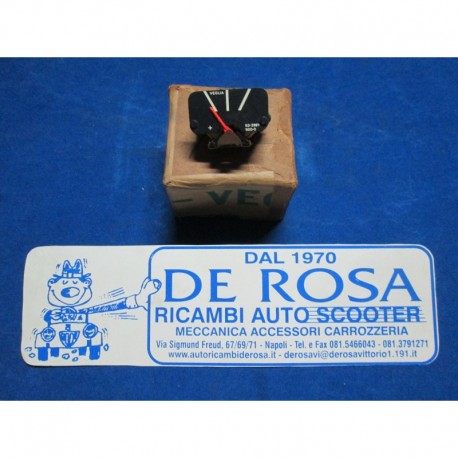 VEGLIA
- VEG
DAL 1970
DE ROSA
RICAMBI AUTO SCOOTER
MECCANICA ACCESSORI CARROZZERIA
Via Sigmund Freud, 67/69/71 - Napoli - Tel. e Fax 081.5466043 - 081.3791271
www.autoricambiderosa.it - derosavi@derosavittorio1.191.it